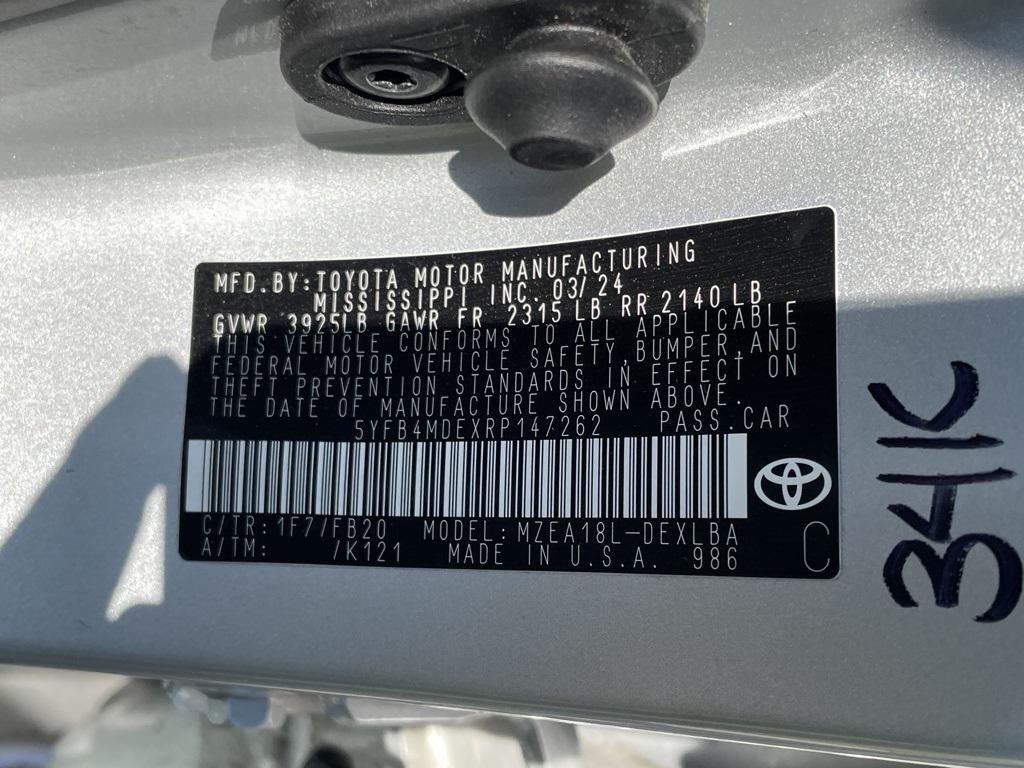 MFD.BY:TOYOTA MOTOR MANUFACTURING
MISSISSIPPI, INC. 03/24
GVWR 3925LB GAWR FR 2315 LB RR 2140LB
THIS VEHICLE CONFORMS TO ALL APPLICABLE
FEDERAL MOTOR VEHICLE SAFETY, BUMPER, AND
THEFT PREVENTION STANDARDS IN EFFECT ON
THE DATE OF MANUFACTURE SHOWN ABOVE.
5YFB4MDEXRP147262 PASS.CAR
C/TR: 1F7/FB20 MODEL: MZEA18L-DEXLBA
A/TM: /K121 MADE IN U.S.A. 986
C